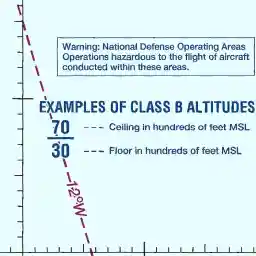 Warning: National Defense Operating Areas
Operations hazardous to the flight of aircraft
conducted within these areas.
EXAMPLES OF CLASS B ALTITUDES
70 --- Ceiling in hundreds of feet MSL
30 --- Floor in hundreds of feet MSL
12°W